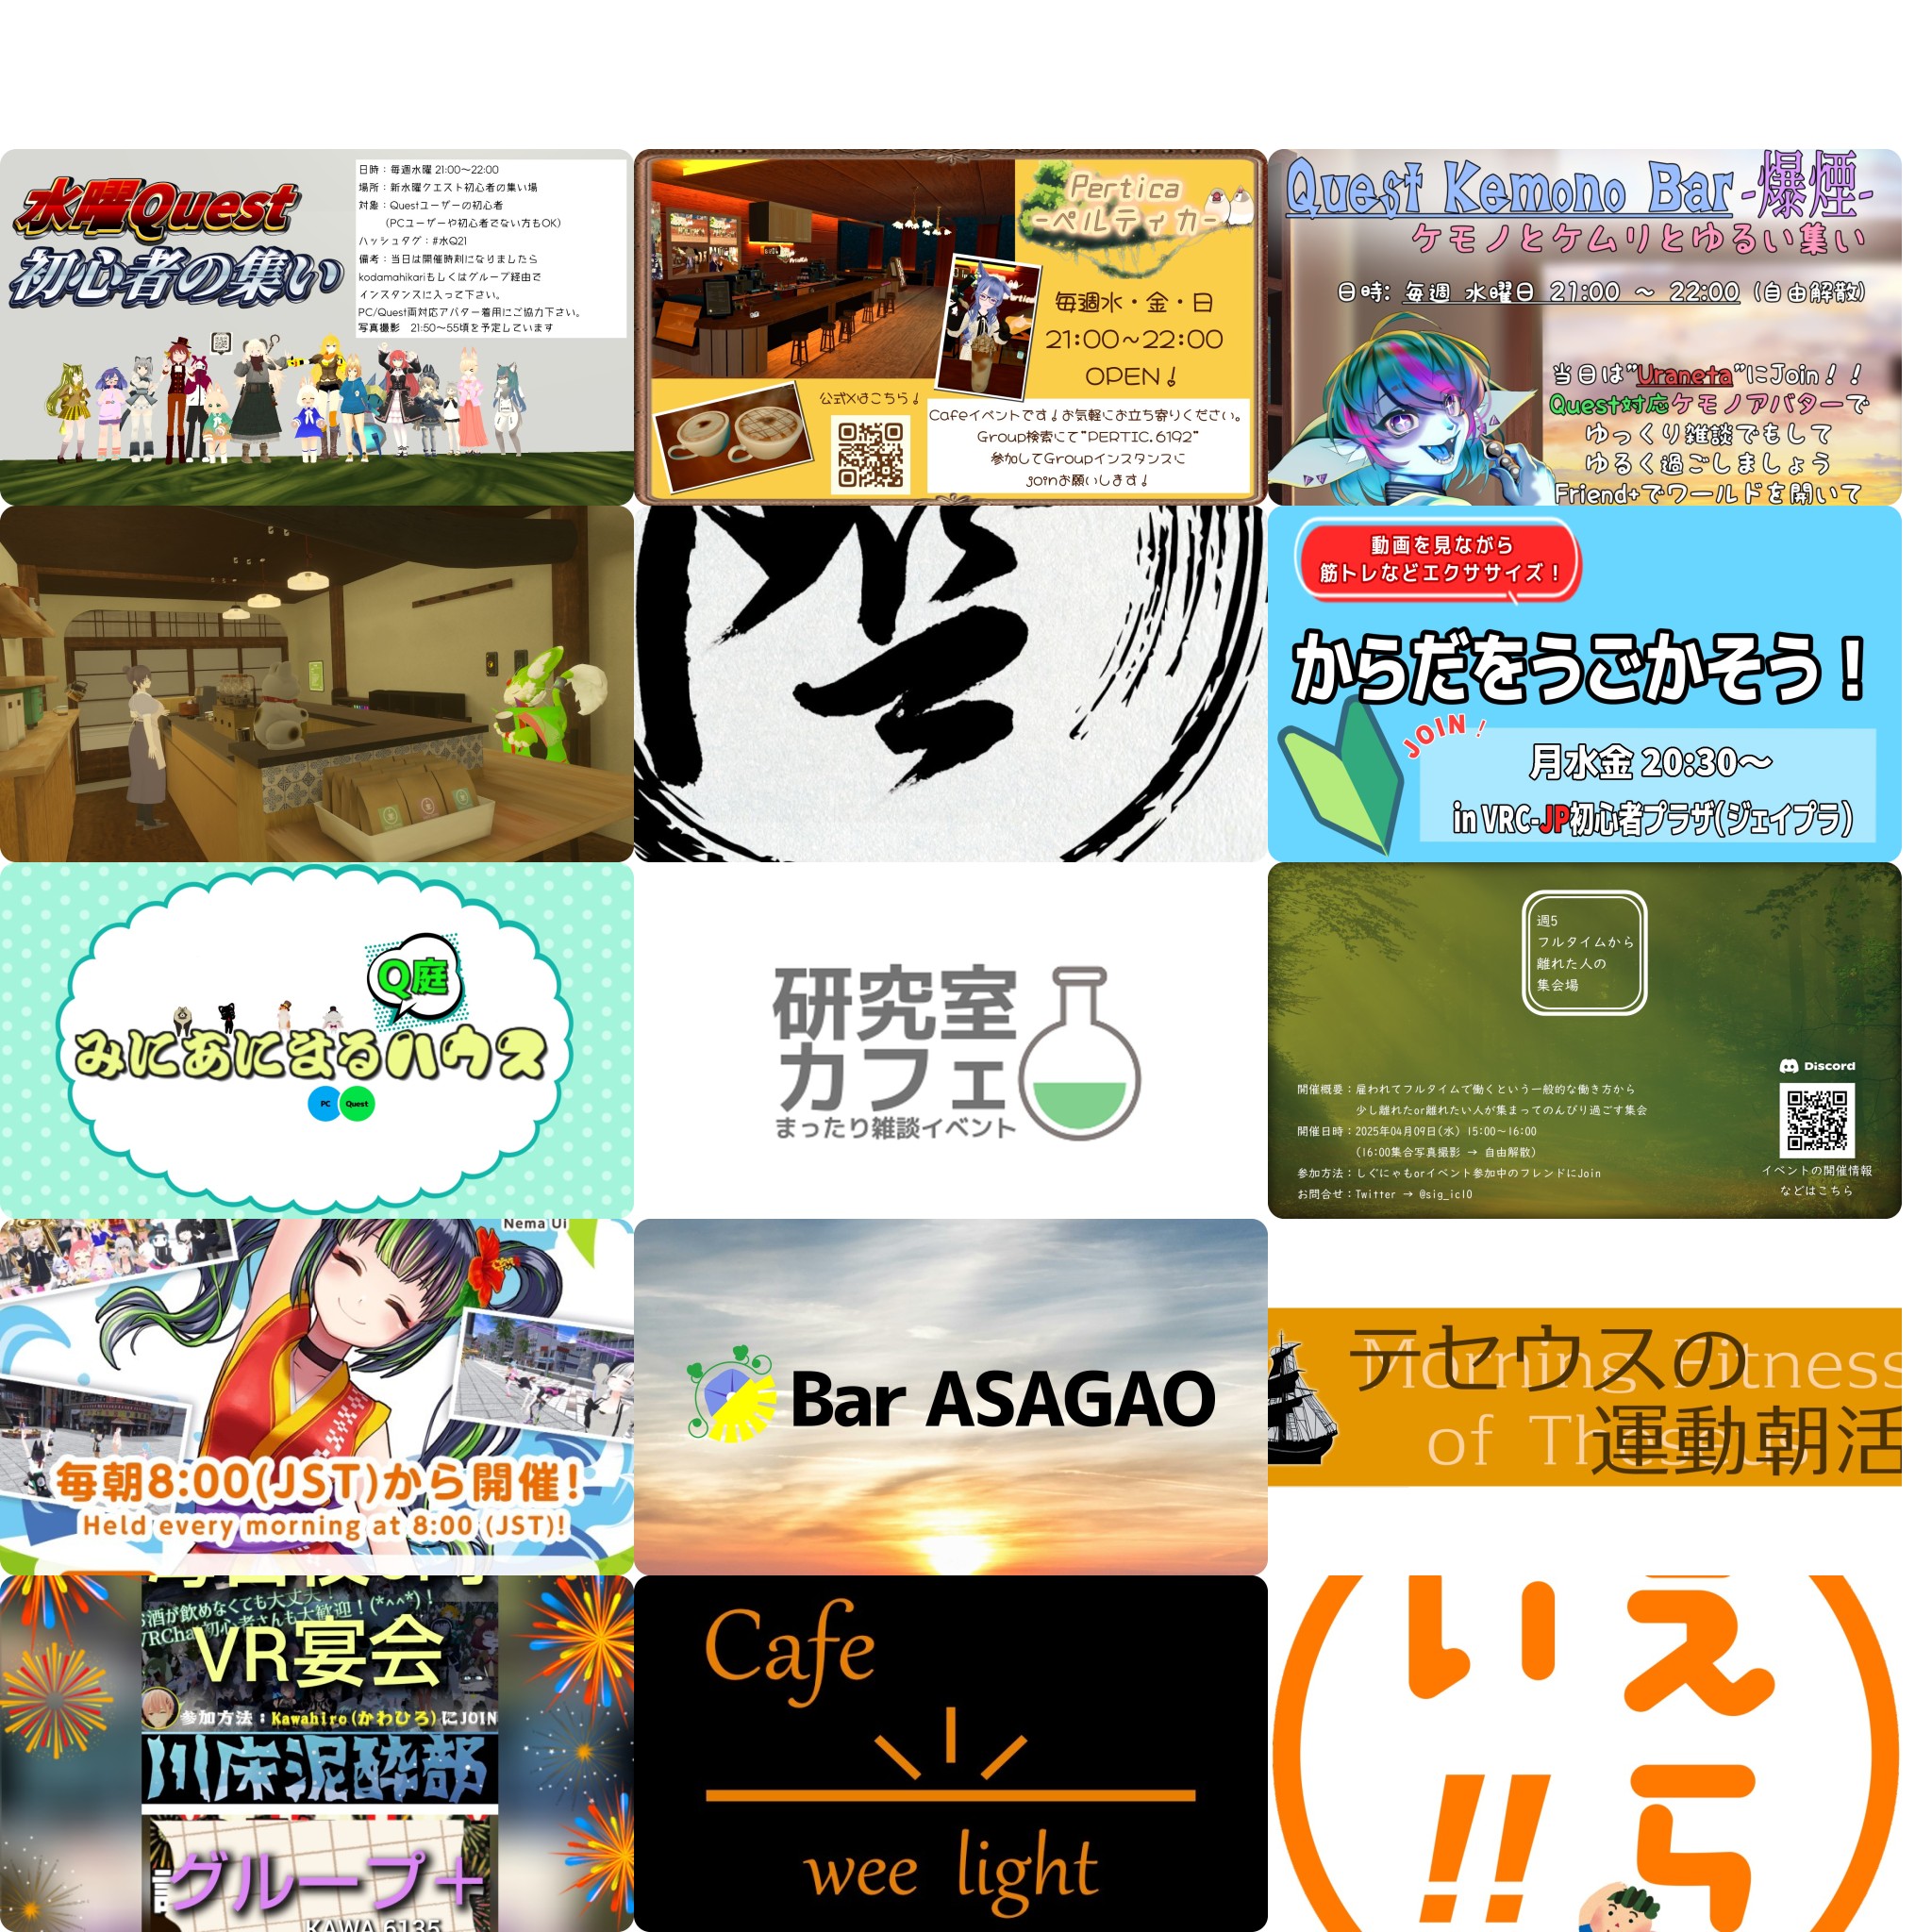 水曜Quest
初心者の集い
日時：毎週水曜 21:00～22:00
場所：新水曜クエスト初心者の集い場
対象：Questユーザーの初心者
（PCユーザーや初心者でない方もOK）
ハッシュタグ：#水Q21
備考：当日は開催時刻になりましたら
kodamahikariもしくはグループ経由で
インスタンスに入って下さい。
PC/Quest両対応アバター着用にご協力下さい。
写真撮影　21:50～55頃を予定しています
Pertica
-ペルティカ-
毎週水・金・日
21:00～22:00
OPEN！
公式Xはこちら！
Cafeイベントです！お気軽にお立ち寄りください。
Group検索にて"PERTIC.6192"
参加してGroupインスタンスに
joinお願いします！
Quest Kemono Bar -爆煙-
ケモノとケムリとゆるい集い
日時: 毎週 水曜日 21:00 ～ 22:00 (自由解散)
当日は"Uraneta"にJoin！！
Quest対応ケモノアバターで
ゆっくり雑談でもして
ゆるく過ごしましょう
Friend+でワールドを開いて
動画を見ながら
筋トレなどエクササイズ！
からだをうごかそう！
JOIN！
月水金 20:30～
in VRC-JP初心者プラザ(ジェイプラ)
Q庭
みにあにまるハウス
PC Quest
研究室
カフェ
まったり雑談イベント
週5
フルタイムから
離れた人の
集会場
Discord
開催概要：雇われてフルタイムで働くという一般的な働き方から
少し離れたor離れたい人が集まってのんびり過ごす集会
開催日時：2025年04月09日(水) 15:00～16:00
(16:00集合写真撮影 → 自由解散)
参加方法：しぐにゃもorイベント参加中のフレンドにJoin
お問合せ：Twitter → @sig_icl0
イベントの開催情報
などはこちら
Nema Ui
毎朝8:00(JST)から開催！
Held every morning at 8:00 (JST)!
Bar ASAGAO
テセウスの
Morning Fitness
運動朝活
of Theseus
お酒が飲めなくても大丈夫！
VRChat初心者さんも大歓迎！(*^^*)！
VR宴会
参加方法：Kawahiro(かわひろ)にJOIN
川床泥酔部
グループ＋
KAWA.6135
Cafe
wee light
えら
い!!